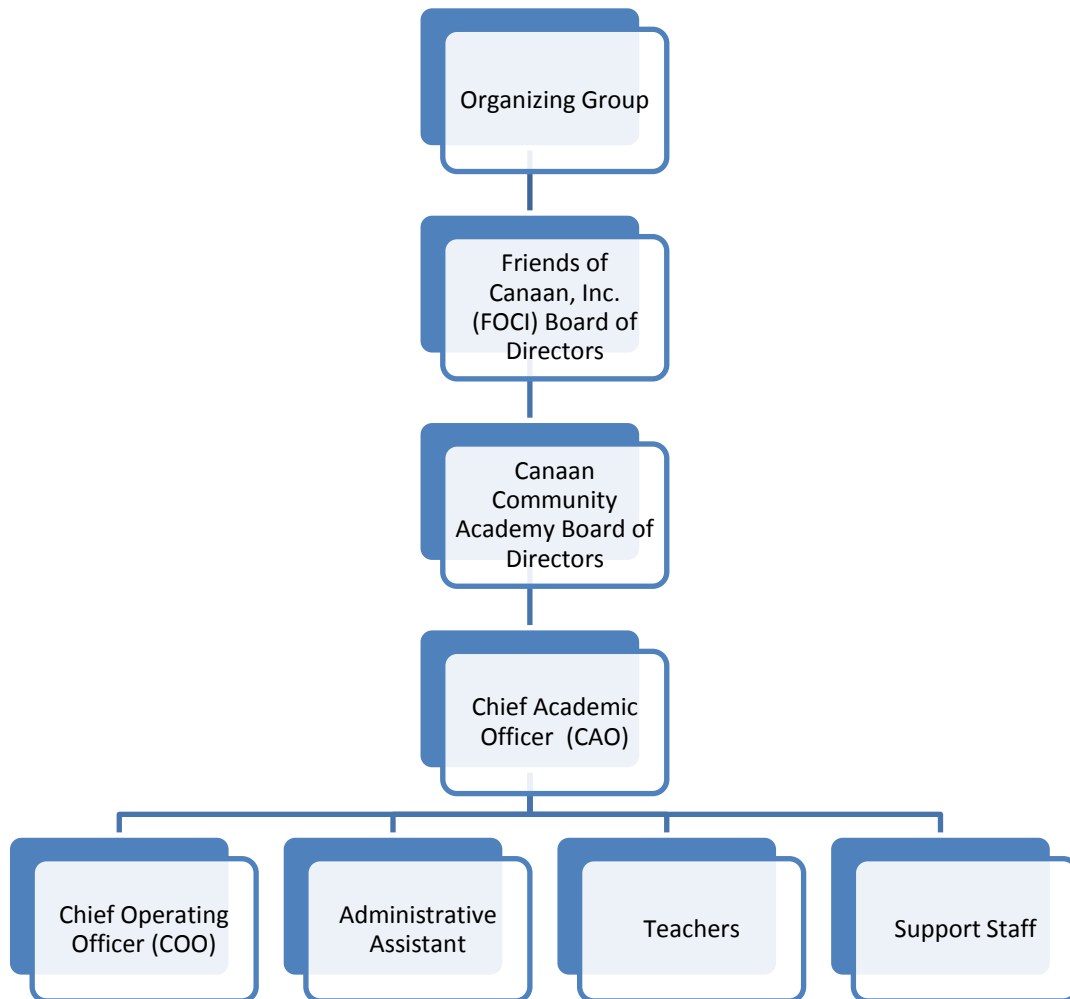 Organizing Group
Friends of
Canaan, Inc.
(FOCI) Board of
Directors
Canaan
Community
Academy Board of
Directors
Chief Academic
Officer (CAO)
Chief Operating
Officer (COO)
Administrative
Assistant
Teachers
Support Staff